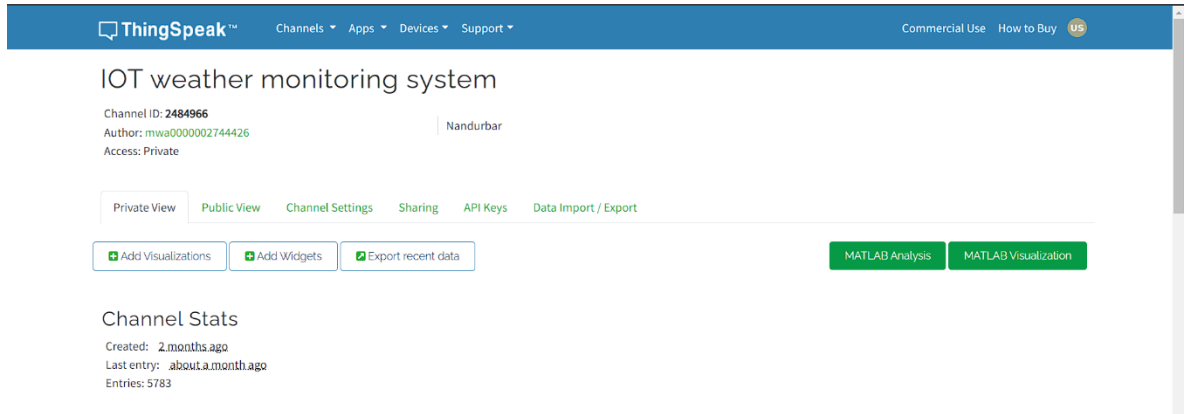 ThingSpeak™ Channels Apps Devices Support Commercial Use How to Buy US
IOT weather monitoring system
Channel ID: 2484966
Author: mwa0000002744426
Access: Private
Nandurbar
Private View Public View Channel Settings Sharing API Keys Data Import / Export
Add Visualizations Add Widgets Export recent data MATLAB Analysis MATLAB Visualization
Channel Stats
Created: 2 months ago
Last entry: about a month ago
Entries: 5783